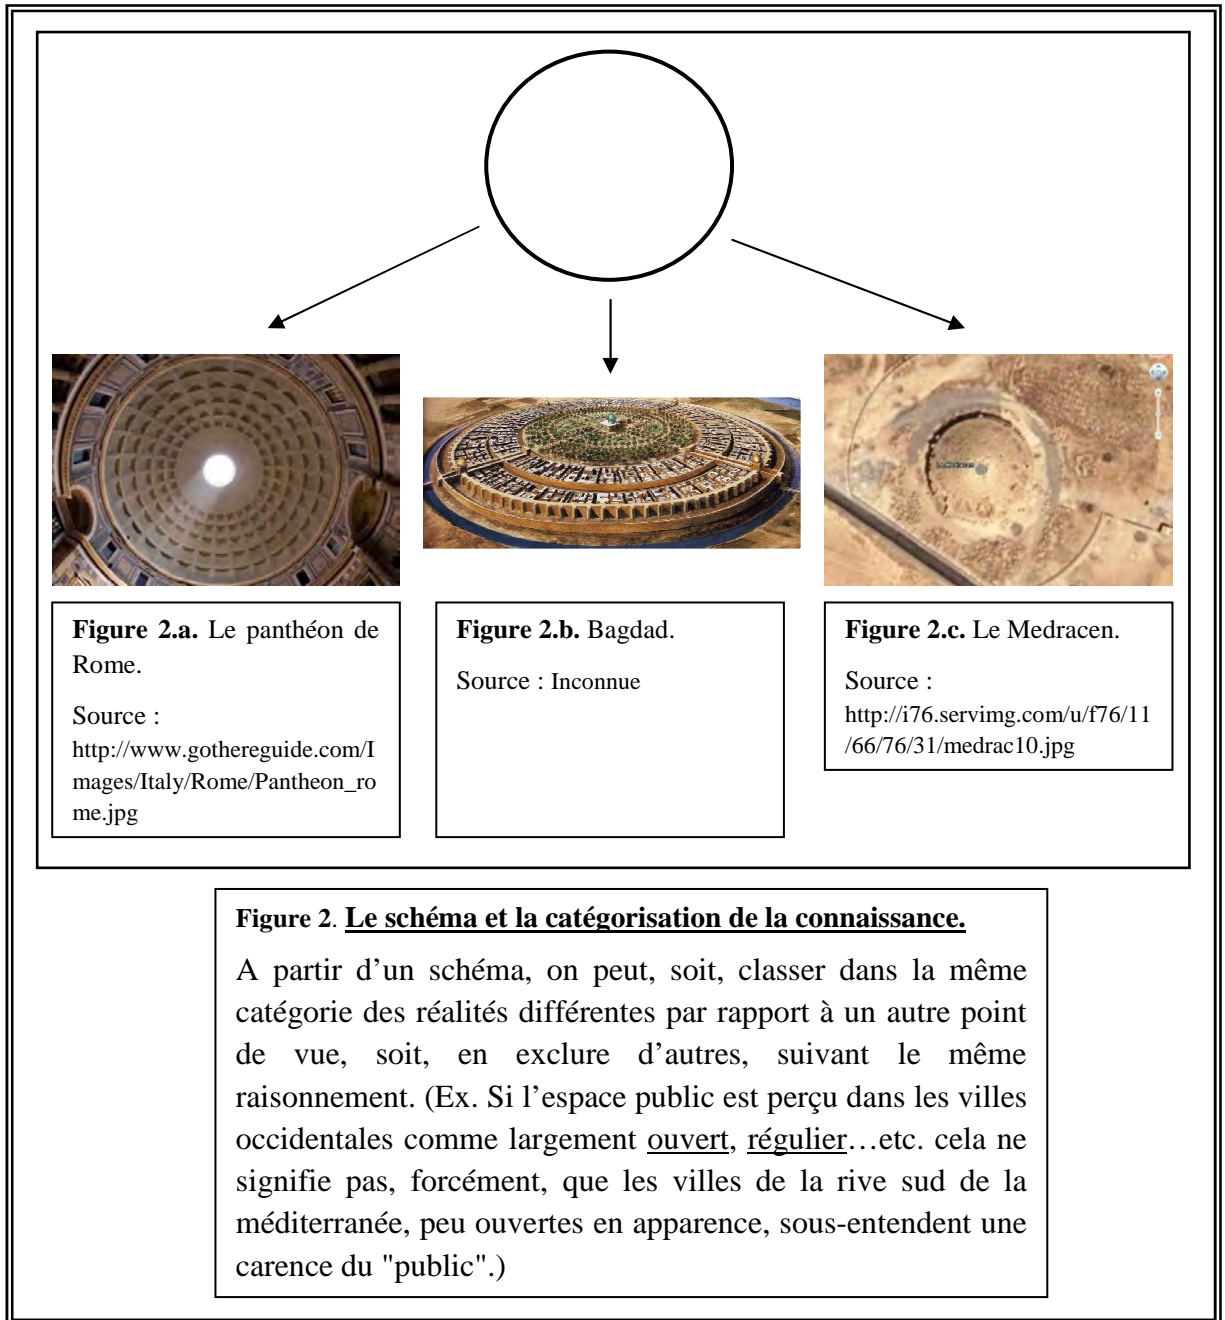 Le Medracen
Figure 2.a. Le panthéon de
Rome.
Source :
http://www.gothereguide.com/I
mages/Italy/Rome/Pantheon_ro
me.jpg
Figure 2.b. Bagdad.
Source : Inconnue
Figure 2.c. Le Medracen.
Source :
http://i76.servimg.com/u/f76/11
/66/76/31/medrac10.jpg
Figure 2. Le schéma et la catégorisation de la connaissance.
A partir d’un schéma, on peut, soit, classer dans la même
catégorie des réalités différentes par rapport à un autre point
de vue, soit, en exclure d’autres, suivant le même
raisonnement. (Ex. Si l’espace public est perçu dans les villes
occidentales comme largement ouvert, régulier…etc. cela ne
signifie pas, forcément, que les villes de la rive sud de la
méditerranée, peu ouvertes en apparence, sous-entendent une
carence du "public".)